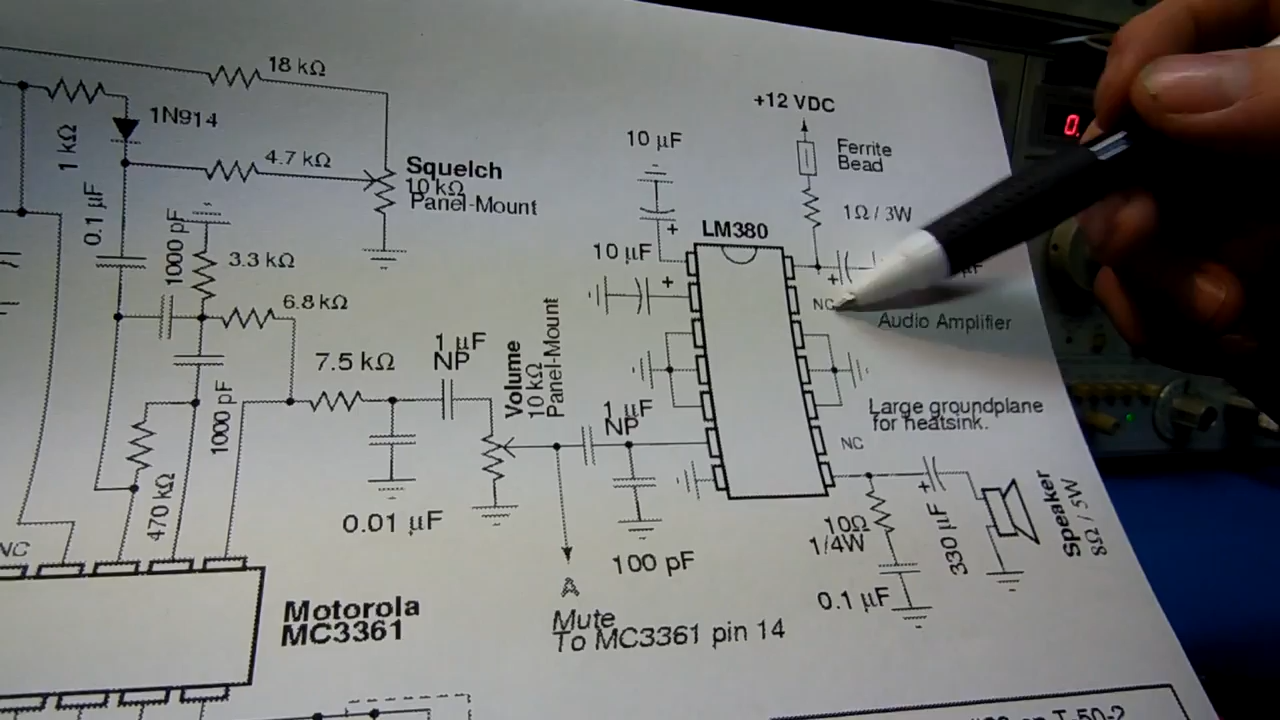 18 kΩ
1N914
1 kΩ
4.7 kΩ
Squelch
10 kΩ
Panel-Mount
0.1 µF
1000 pF
3.3 kΩ
6.8 kΩ
7.5 kΩ
1 µF
NP
Volume
10 kΩ
Panel-Mount
1000 pF
470 kΩ
0.01 µF
NC
Motorola
MC3361
+12 VDC
Ferrite
Bead
10 µF
1Ω / 3W
LM380
10 µF
+
+
+
µF
NC
Audio Amplifier
1 µF
NP
Large groundplane
for heatsink.
NC
100 pF
A
Mute
To MC3361 pin 14
10Ω
1/4W
0.1 µF
+
330 µF
Speaker
8Ω / 5W
0.
T-50-2